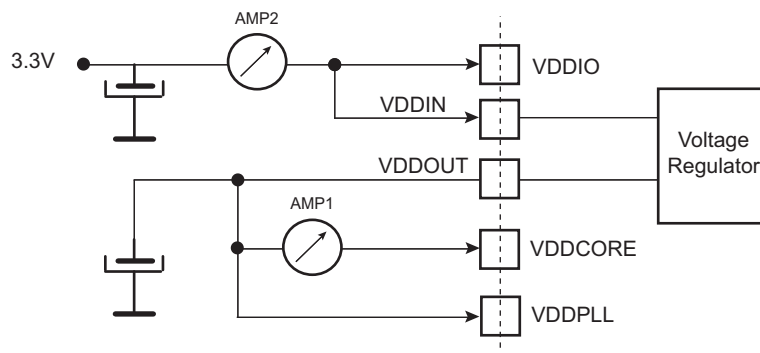 AMP2
3.3V
VDDIO
VDDIN
Voltage
Regulator
VDDOUT
AMP1
VDDCORE
VDDPLL